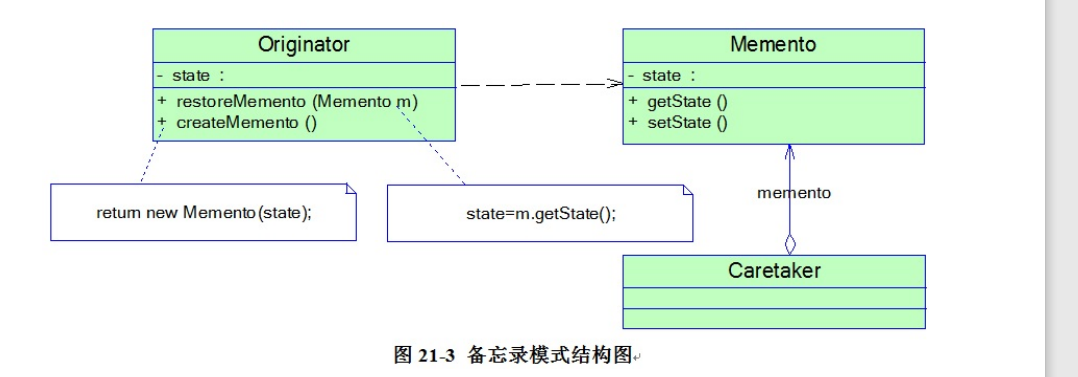 Originator
- state :
+ restoreMemento (Memento m)
+ createMemento ()
Memento
- state :
+ getState ()
+ setState ()
return new Memento(state);
state=m.getState();
memento
Caretaker
图 21-3 备忘录模式结构图